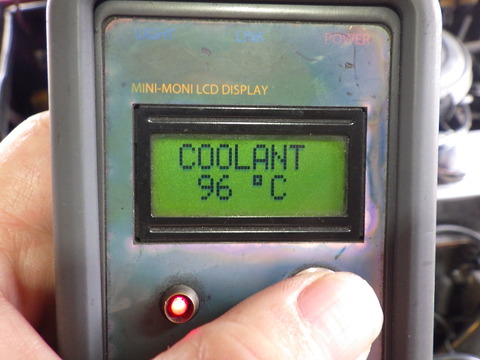 POWER
MINI-MONI LCD DISPLAY
COOLANT
96 °C